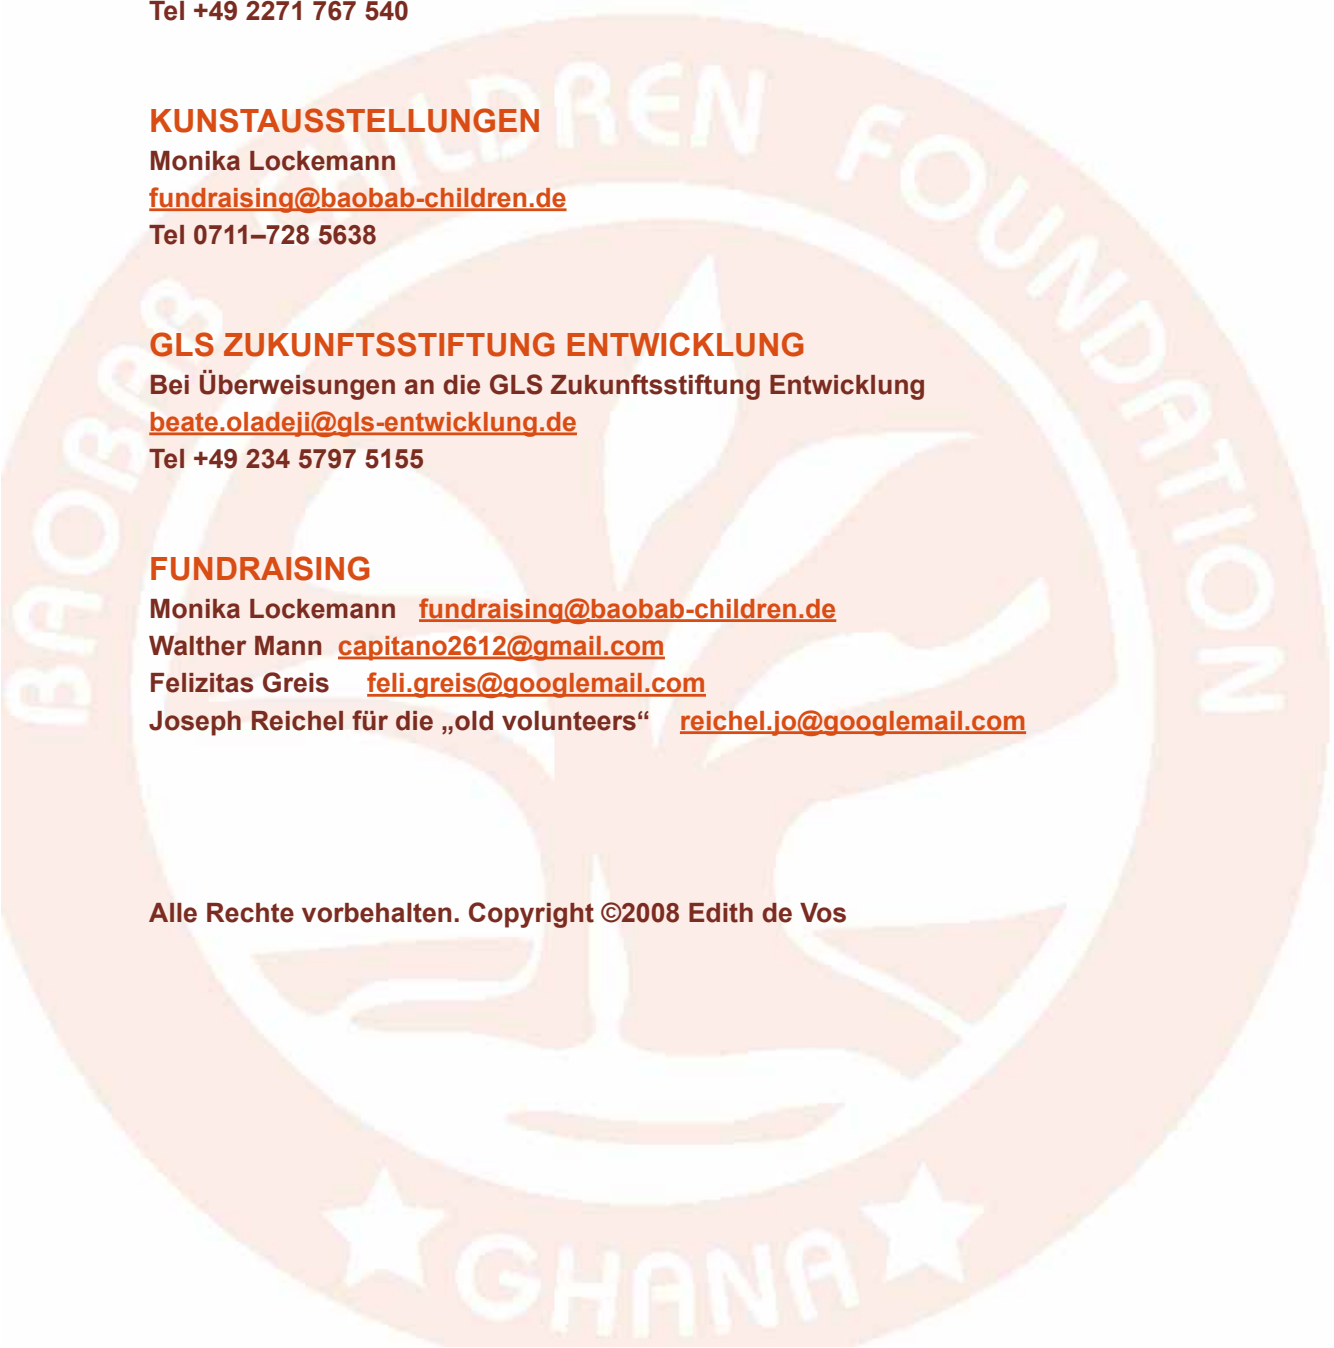 Tel +49 2271 767 540
KUNSTAUSSTELLUNGEN
Monika Lockemann
fundraising@baobab-children.de
Tel 0711–728 5638
GLS ZUKUNFTSSTIFTUNG ENTWICKLUNG
Bei Überweisungen an die GLS Zukunftsstiftung Entwicklung
beate.oladeji@gls-entwicklung.de
Tel +49 234 5797 5155
FUNDRAISING
Monika Lockemann fundraising@baobab-children.de
Walther Mann capitano2612@gmail.com
Felizitas Greis feli.greis@googlemail.com
Joseph Reichel für die „old volunteers“ reichel.jo@googlemail.com
Alle Rechte vorbehalten. Copyright ©2008 Edith de Vos
BAOBAB CHILDREN FOUNDATION
GHANA